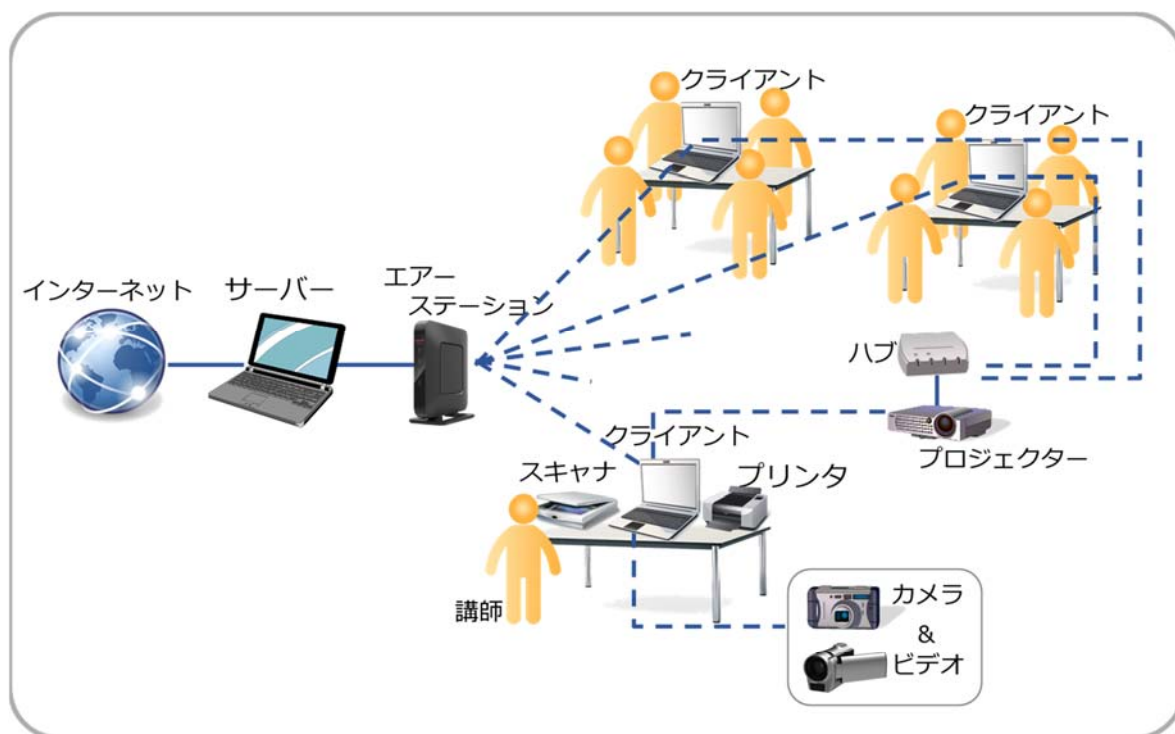 クライアント
クライアント
インターネット
サーバー
エアー
ステーション
ハブ
プロジェクター
クライアント
スキャナ
プリンタ
講師
カメラ
&
ビデオ